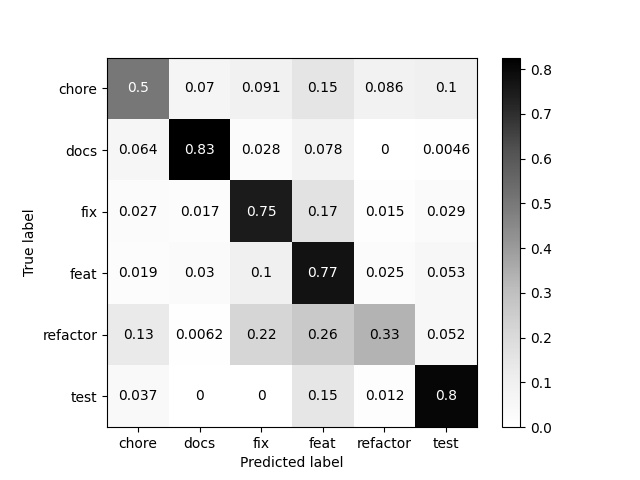 chore 0.5 0.07 0.091 0.15 0.086 0.1
docs 0.064 0.83 0.028 0.078 0 0.0046
fix 0.027 0.017 0.75 0.17 0.015 0.029
feat 0.019 0.03 0.1 0.77 0.025 0.053
refactor 0.13 0.0062 0.22 0.26 0.33 0.052
test 0.037 0 0 0.15 0.012 0.8
chore docs fix feat refactor test
Predicted label
True label
0.8
0.7
0.6
0.5
0.4
0.3
0.2
0.1
0.0